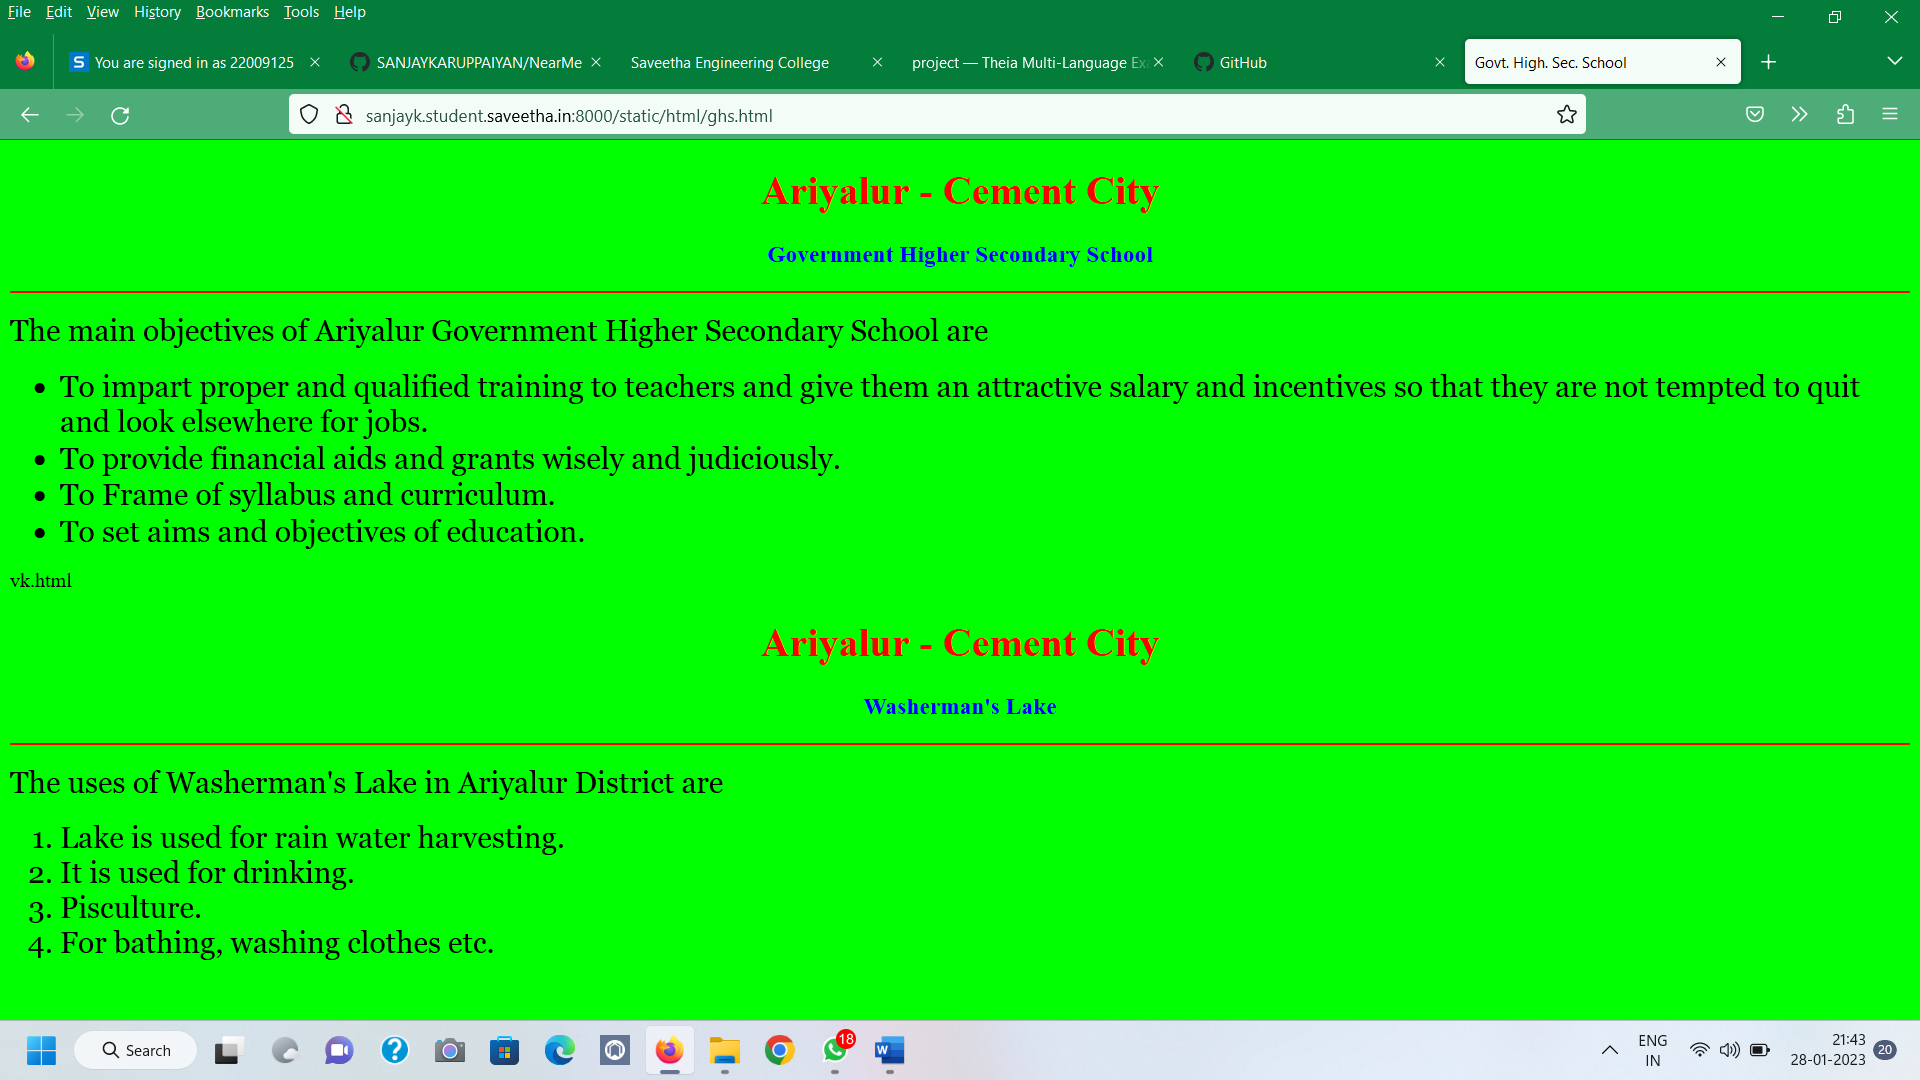 File Edit View History Bookmarks Tools Help
You are signed in as 22009125
SANJAYKARUPPAIYAN/NearMe
Saveetha Engineering College
project — Theia Multi-Language Ex
GitHub
Govt. High. Sec. School
sanjayk.student.saveetha.in:8000/static/html/ghs.html
Ariyalur - Cement City
Government Higher Secondary School
The main objectives of Ariyalur Government Higher Secondary School are
• To impart proper and qualified training to teachers and give them an attractive salary and incentives so that they are not tempted to quit
and look elsewhere for jobs.
• To provide financial aids and grants wisely and judiciously.
• To Frame of syllabus and curriculum.
• To set aims and objectives of education.
vk.html
Ariyalur - Cement City
Washerman's Lake
The uses of Washerman's Lake in Ariyalur District are
1. Lake is used for rain water harvesting.
2. It is used for drinking.
3. Pisculture.
4. For bathing, washing clothes etc.
Search
18
ENG
IN
21:43
28-01-2023
20